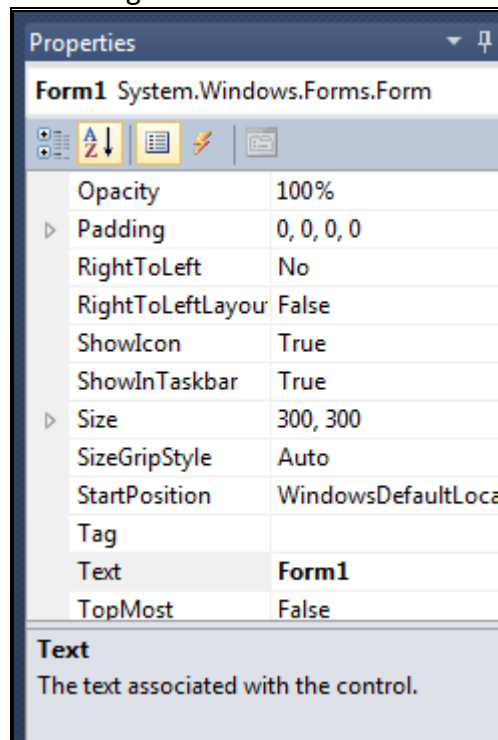 Properties
Form1 System.Windows.Forms.Form
A
Z
Opacity 100%
Padding 0, 0, 0, 0
RightToLeft No
RightToLeftLayou False
ShowIcon True
ShowInTaskbar True
Size 300, 300
SizeGripStyle Auto
StartPosition WindowsDefaultLoca
Tag
Text Form1
TopMost False
Text
The text associated with the control.